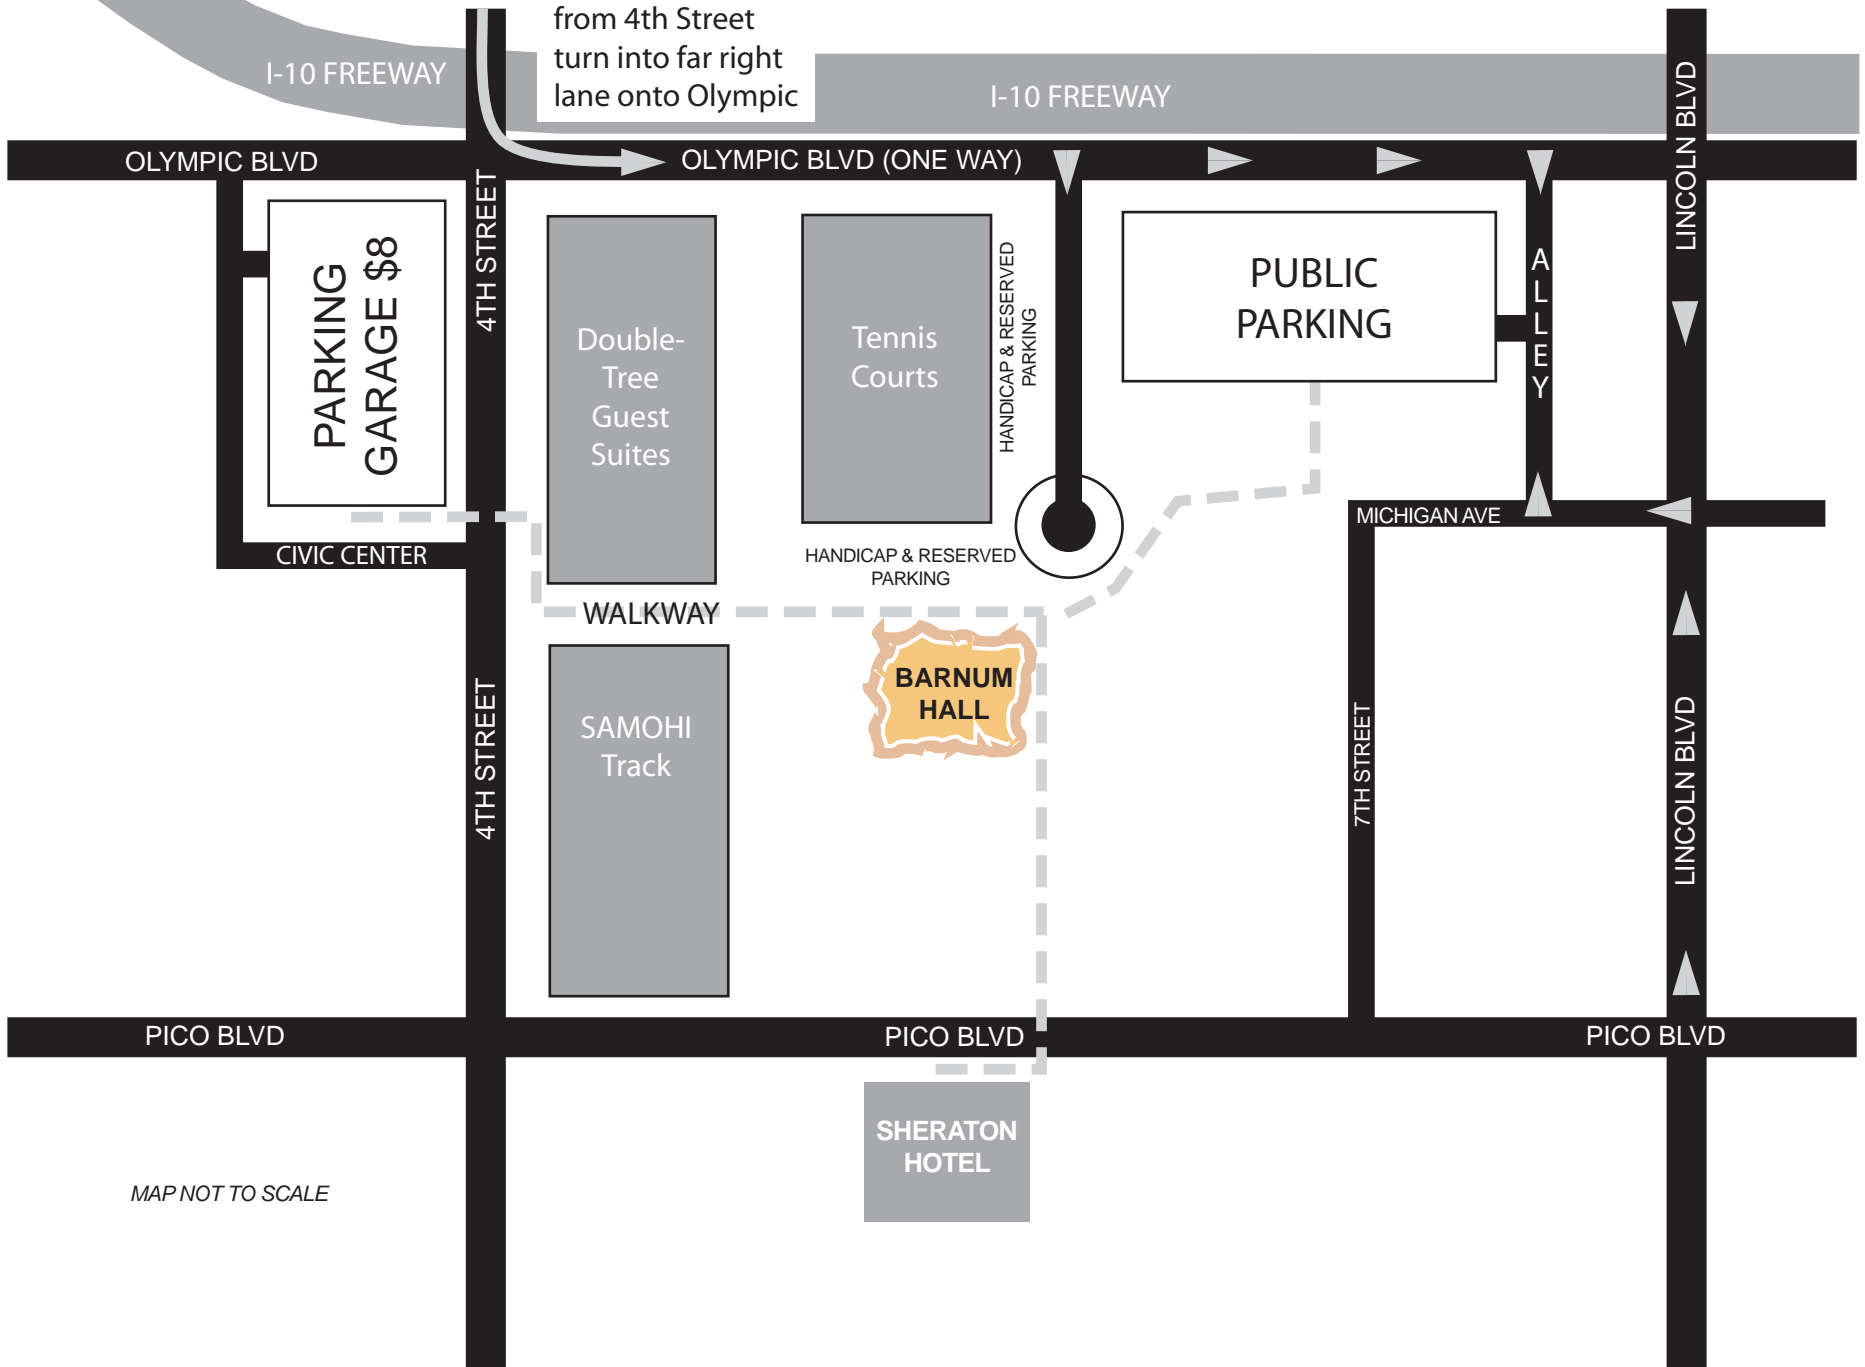 from 4th Street
turn into far right
lane onto Olympic
I-10 FREEWAY
I-10 FREEWAY
LINCOLN BLVD
OLYMPIC BLVD
OLYMPIC BLVD (ONE WAY)
4TH STREET
PARKING
GARAGE $8
Double-
Tree
Guest
Suites
Tennis
Courts
HANDICAP & RESERVED
PARKING
PUBLIC
PARKING
ALLEY
MICHIGAN AVE
CIVIC CENTER
HANDICAP & RESERVED
PARKING
WALKWAY
BARNUM
HALL
4TH STREET
SAMOHI
Track
7TH STREET
LINCOLN BLVD
PICO BLVD
PICO BLVD
PICO BLVD
SHERATON
HOTEL
MAP NOT TO SCALE